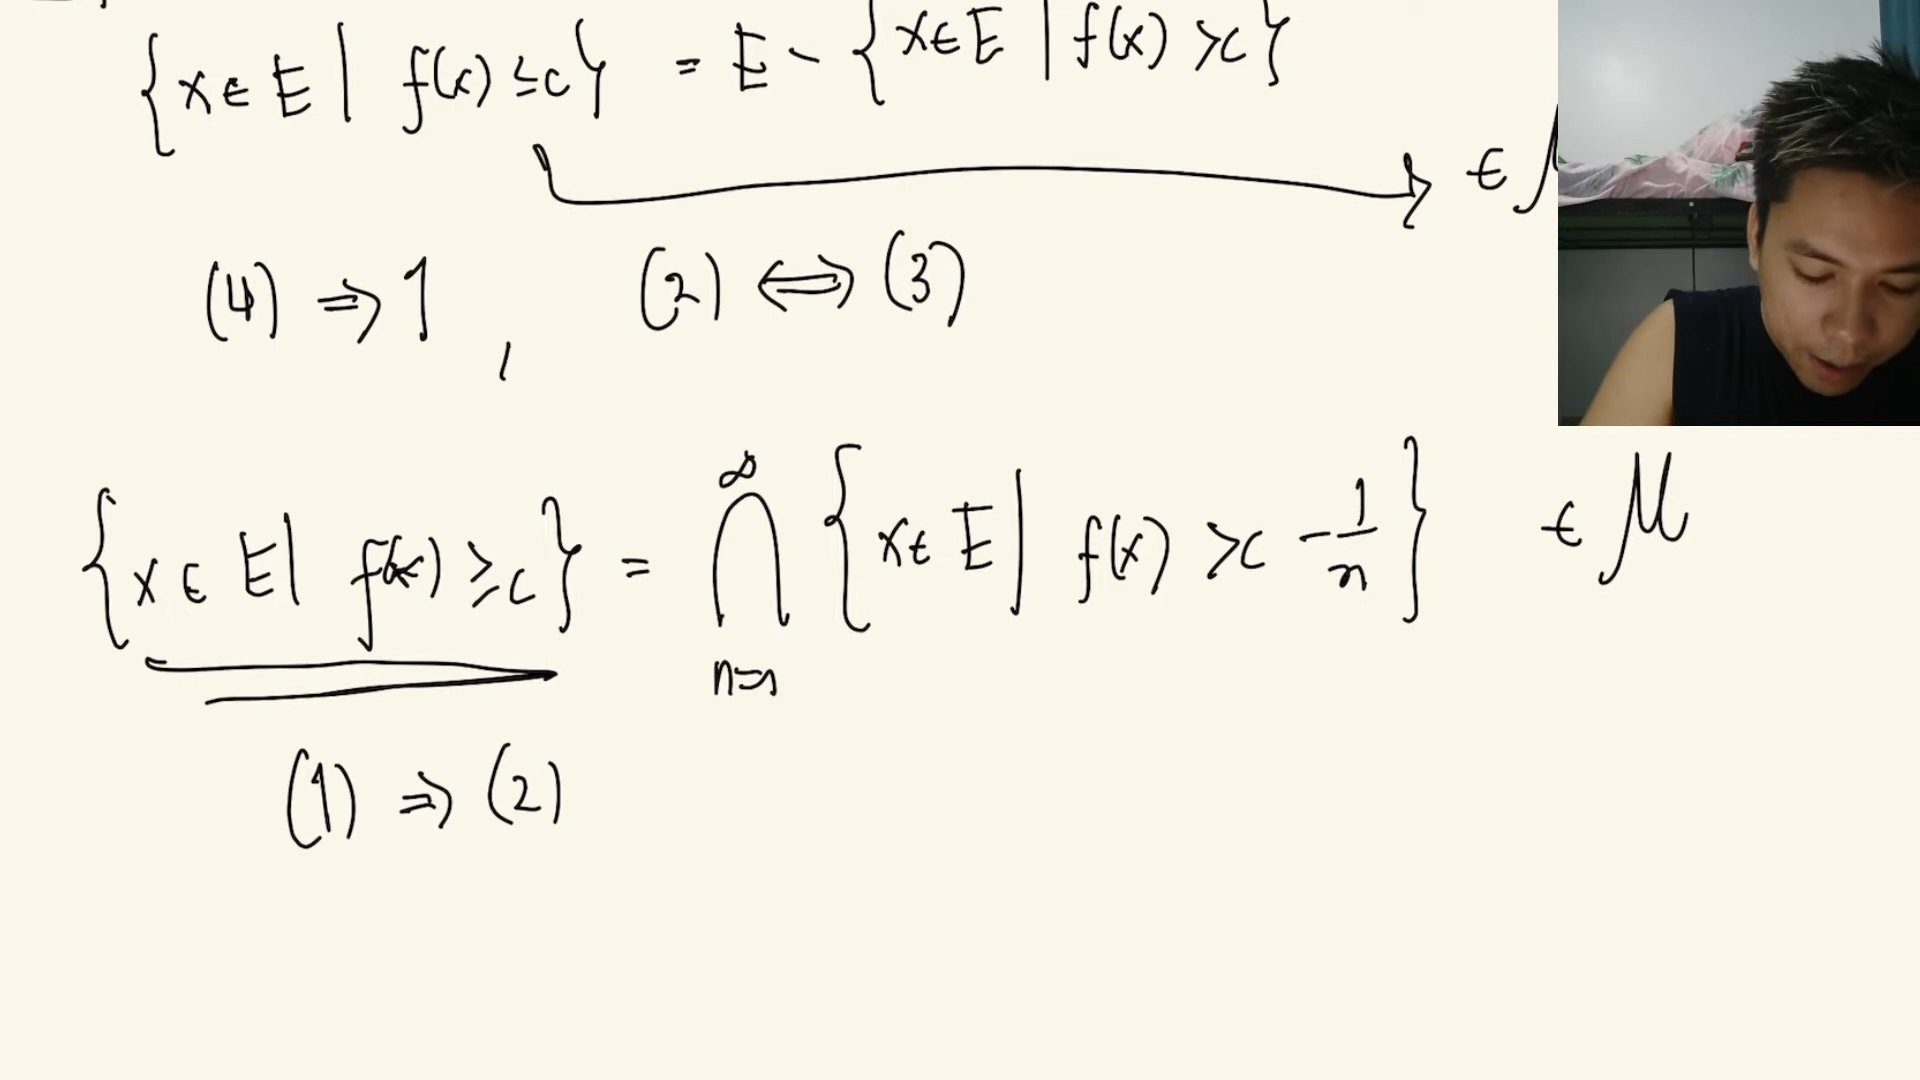 {x ∈ E | f(x) ≤ c} = E ~ {x ∈ E | f(x) > c}
∈ M
(4) ⇒ 1 , (2) ⇔ (3)
{x ∈ E | f(x) ≥ c} = ⋂_{n=1}^{∞} {x ∈ E | f(x) > c - 1/n} ∈ M
(1) ⇒ (2)